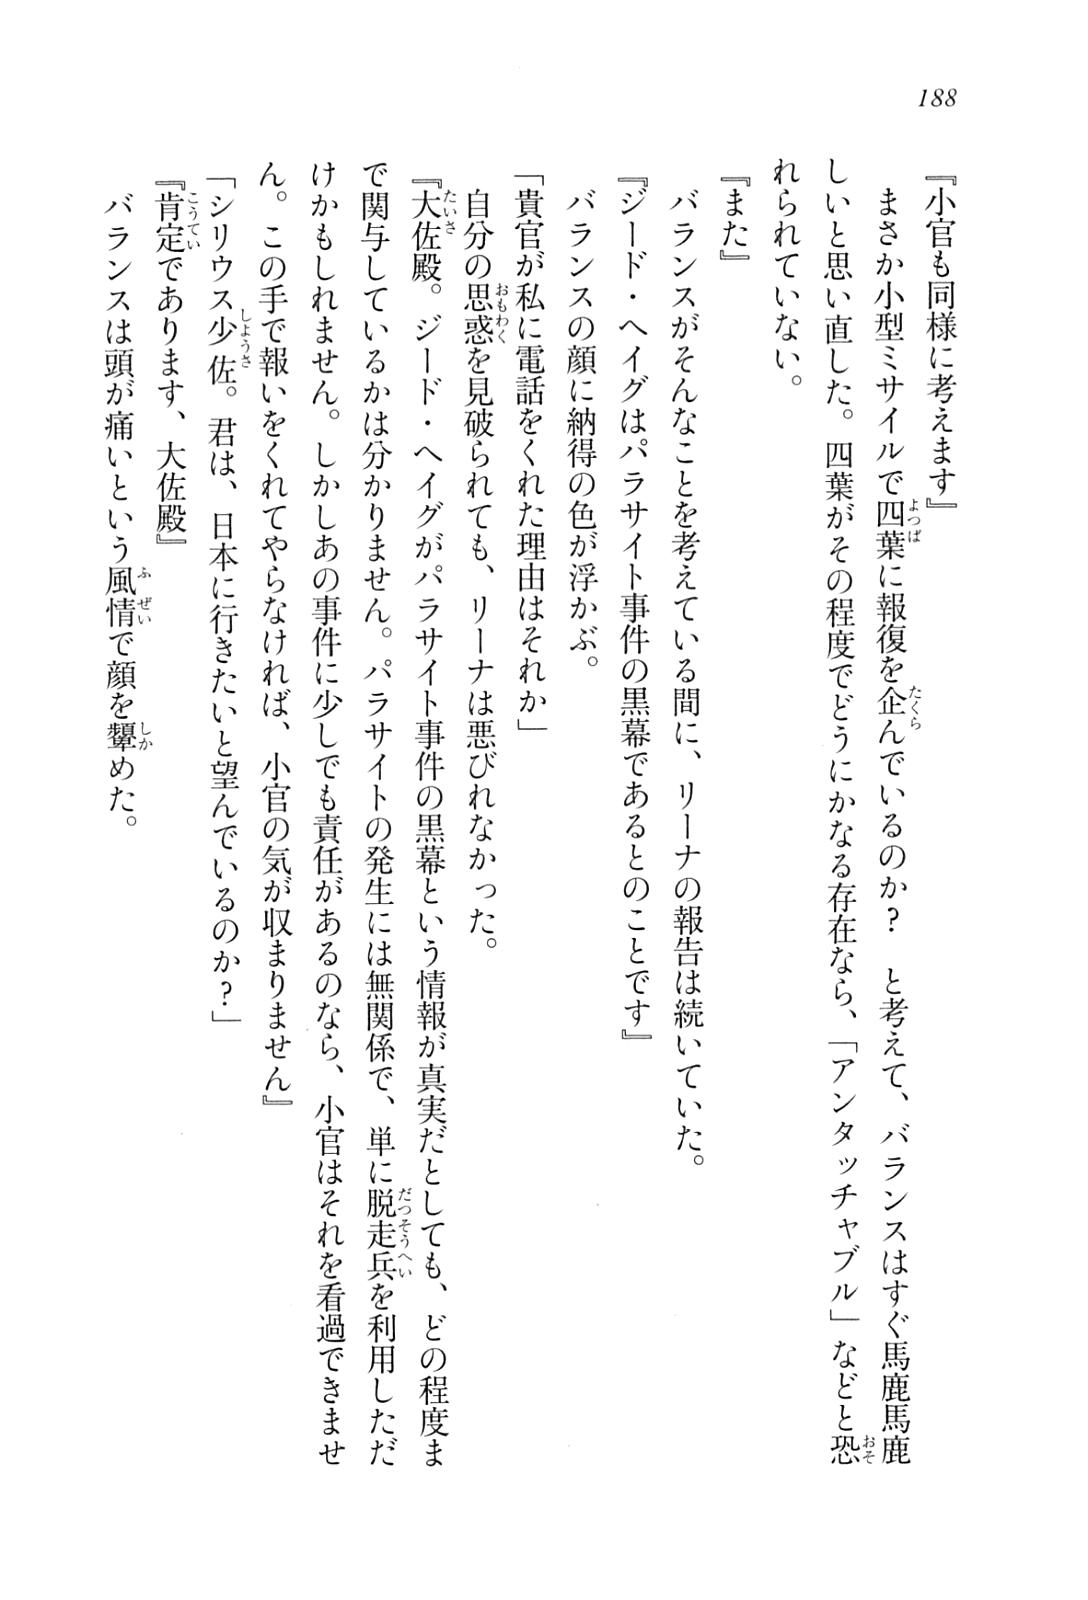 188
『小官も同様に考えます』
まさか小型ミサイルで四葉に報復を企んでいるのか？　と考えて、バランスはすぐ馬鹿馬鹿
しいと思い直した。四葉がその程度でどうにかなる存在なら、「アンタッチャブル」などと恐
れられていない。
『また』
バランスがそんなことを考えている間に、リーナの報告は続いていた。
『ジード・ヘイグはパラサイト事件の黒幕であるとのことです』
バランスの顔に納得の色が浮かぶ。
「貴官が私に電話をくれた理由はそれか」
自分の思惑を見破られても、リーナは悪びれなかった。
『大佐殿。ジード・ヘイグがパラサイト事件の黒幕という情報が真実だとしても、どの程度ま
で関与しているかは分かりません。パラサイトの発生には無関係で、単に脱走兵を利用しただ
けかもしれません。しかしあの事件に少しでも責任があるのなら、小官はそれを看過できませ
ん。この手で報いをくれてやらなければ、小官の気が収まりません』
「シリウス少佐。君は、日本に行きたいと望んでいるのか？」
『肯定であります、大佐殿』
バランスは頭が痛いという風情で顔を顰めた。